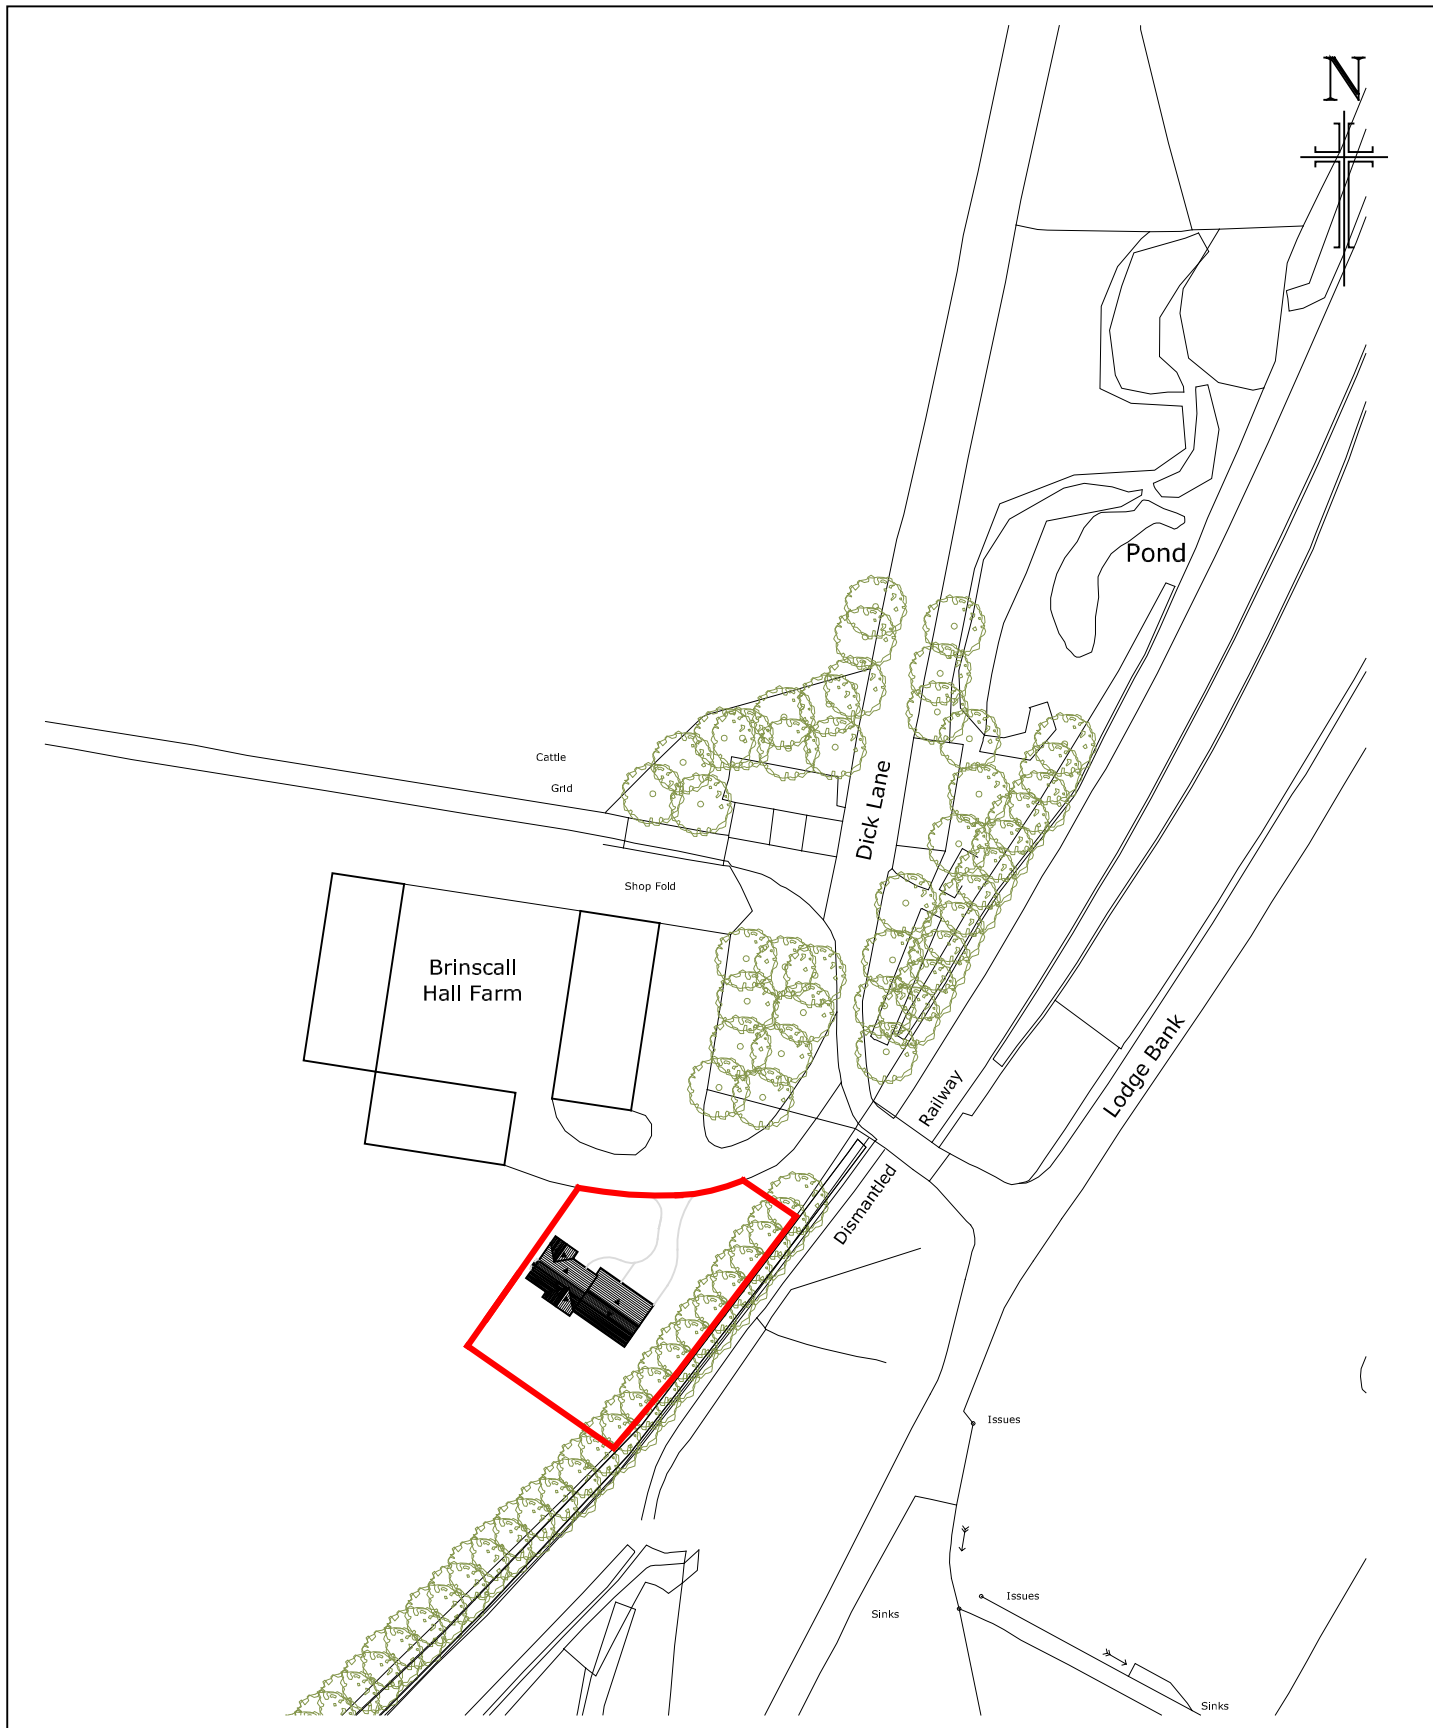 N
Pond
Cattle
Grid
Dick Lane
Shop Fold
Brinscall
Hall Farm
Lodge Bank
Railway
Dismantled
Issues
Issues
Sinks
Sinks